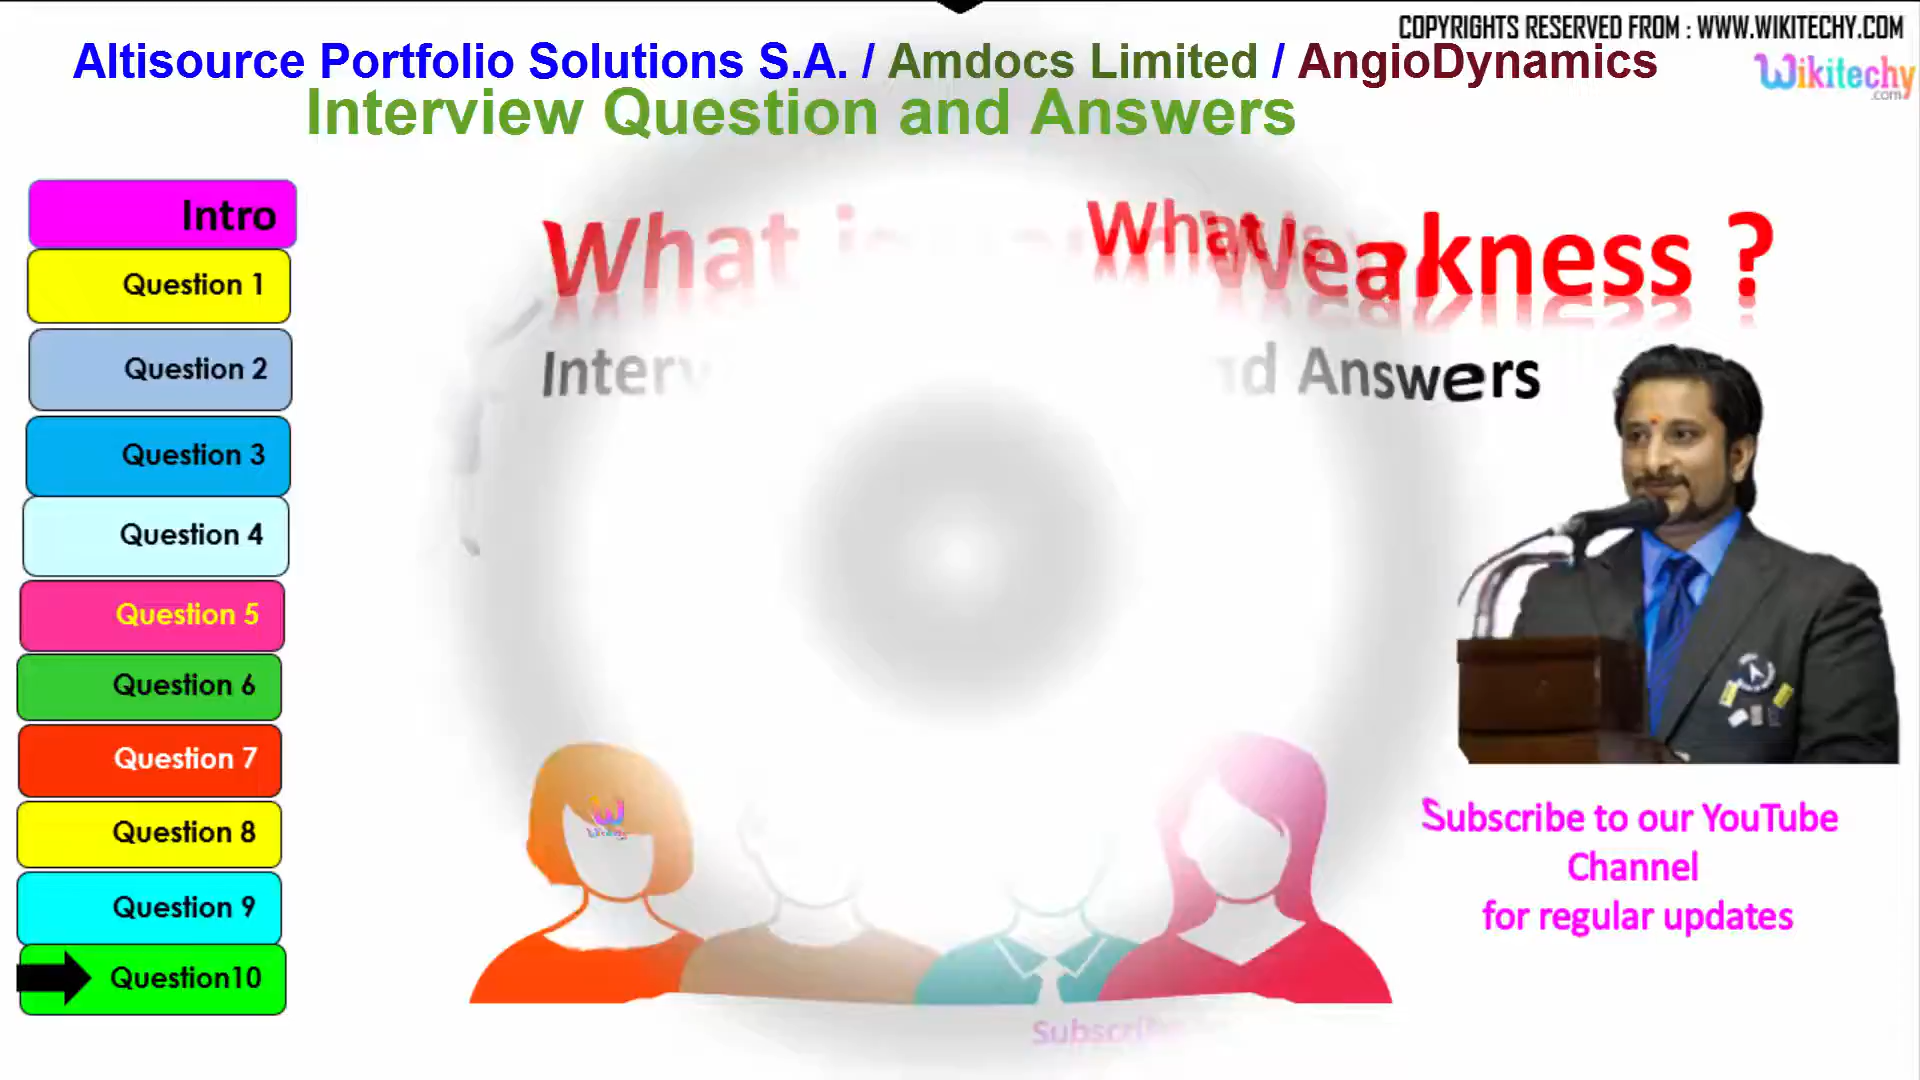 COPYRIGHTS RESERVED FROM : WWW.WIKITECHY.COM
Altisource Portfolio Solutions S.A. / Amdocs Limited / AngioDynamics
Wikitechy
.com
Interview Question and Answers
Intro
Question 1
Question 2
Question 3
Question 4
Question 5
Question 6
Question 7
Question 8
Question 9
Question10
What
What
Weakness ?
Answers
Subscribe to our YouTube
Channel
for regular updates